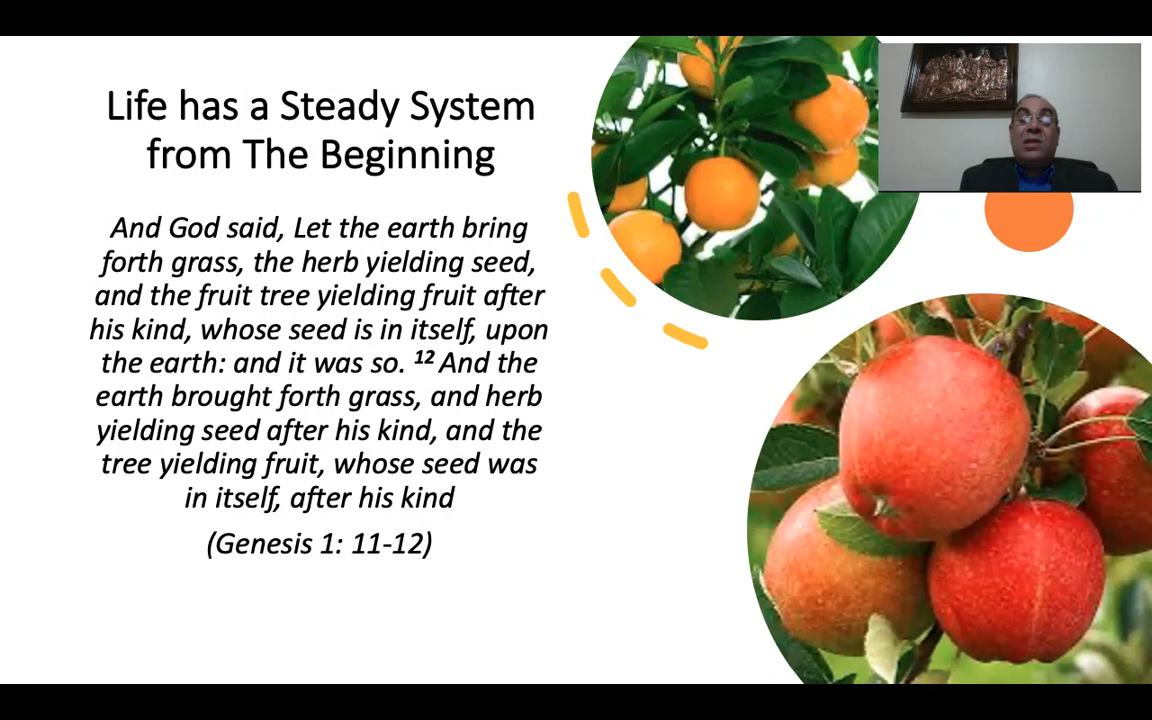 Life has a Steady System
from The Beginning
And God said, Let the earth bring
forth grass, the herb yielding seed,
and the fruit tree yielding fruit after
his kind, whose seed is in itself, upon
the earth: and it was so. 12 And the
earth brought forth grass, and herb
yielding seed after his kind, and the
tree yielding fruit, whose seed was
in itself, after his kind
(Genesis 1: 11-12)